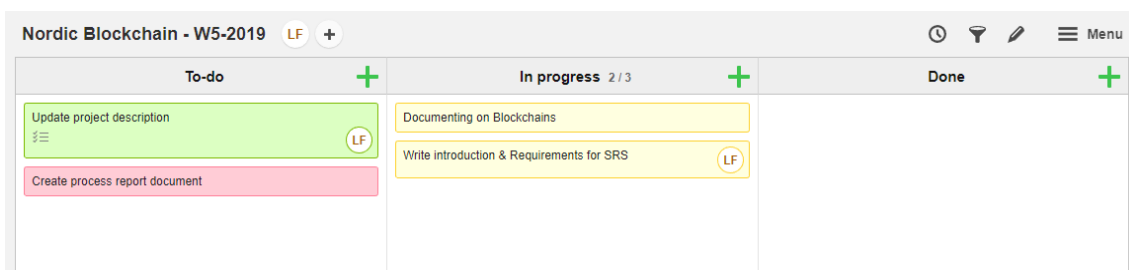 Nordic Blockchain - W5-2019 LF +
Menu
To-do
In progress 2 / 3
Done
Update project description
LF
Create process report document
Documenting on Blockchains
Write introduction & Requirements for SRS
LF